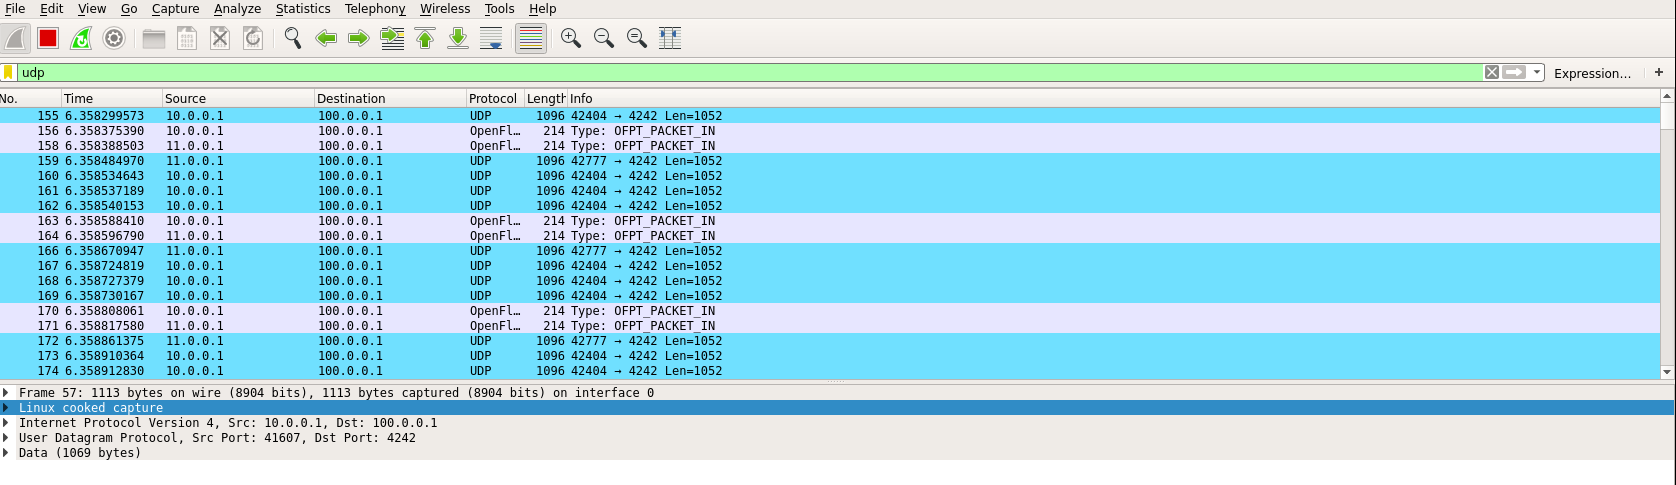 File Edit View Go Capture Analyze Statistics Telephony Wireless Tools Help
udp Expression… +
No. Time Source Destination Protocol Length Info
155 6.358299573 10.0.0.1 100.0.0.1 UDP 1096 42404 → 4242 Len=1052
156 6.358375390 10.0.0.1 100.0.0.1 OpenFl… 214 Type: OFPT_PACKET_IN
158 6.358388503 11.0.0.1 100.0.0.1 OpenFl… 214 Type: OFPT_PACKET_IN
159 6.358484970 11.0.0.1 100.0.0.1 UDP 1096 42777 → 4242 Len=1052
160 6.358534643 10.0.0.1 100.0.0.1 UDP 1096 42404 → 4242 Len=1052
161 6.358537189 10.0.0.1 100.0.0.1 UDP 1096 42404 → 4242 Len=1052
162 6.358540153 10.0.0.1 100.0.0.1 UDP 1096 42404 → 4242 Len=1052
163 6.358588410 10.0.0.1 100.0.0.1 OpenFl… 214 Type: OFPT_PACKET_IN
164 6.358596790 11.0.0.1 100.0.0.1 OpenFl… 214 Type: OFPT_PACKET_IN
166 6.358670947 11.0.0.1 100.0.0.1 UDP 1096 42777 → 4242 Len=1052
167 6.358724819 10.0.0.1 100.0.0.1 UDP 1096 42404 → 4242 Len=1052
168 6.358727379 10.0.0.1 100.0.0.1 UDP 1096 42404 → 4242 Len=1052
169 6.358730167 10.0.0.1 100.0.0.1 UDP 1096 42404 → 4242 Len=1052
170 6.358808061 10.0.0.1 100.0.0.1 OpenFl… 214 Type: OFPT_PACKET_IN
171 6.358817580 11.0.0.1 100.0.0.1 OpenFl… 214 Type: OFPT_PACKET_IN
172 6.358861375 11.0.0.1 100.0.0.1 UDP 1096 42777 → 4242 Len=1052
173 6.358910364 10.0.0.1 100.0.0.1 UDP 1096 42404 → 4242 Len=1052
174 6.358912830 10.0.0.1 100.0.0.1 UDP 1096 42404 → 4242 Len=1052
Frame 57: 1113 bytes on wire (8904 bits), 1113 bytes captured (8904 bits) on interface 0
Linux cooked capture
Internet Protocol Version 4, Src: 10.0.0.1, Dst: 100.0.0.1
User Datagram Protocol, Src Port: 41607, Dst Port: 4242
Data (1069 bytes)